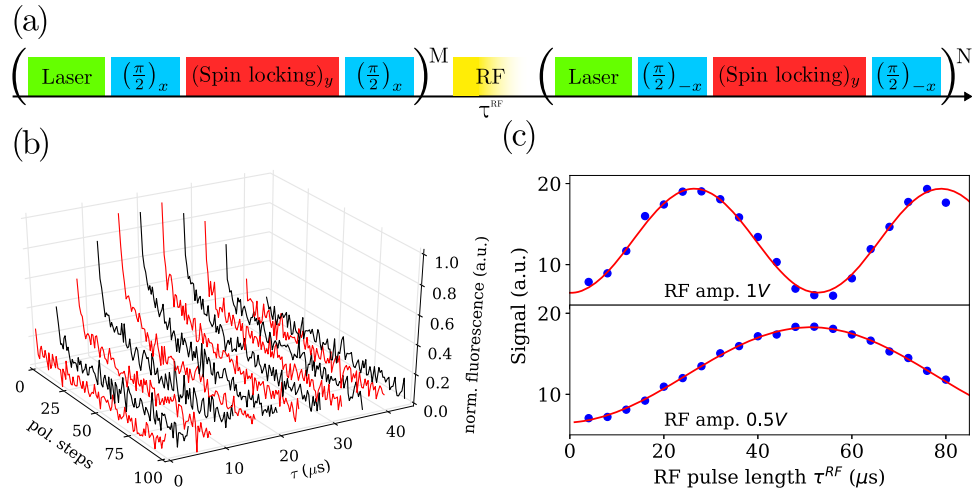 (a)
( Laser (π/2)x (Spin locking)y (π/2)x )M RF τRF ( Laser (π/2)−x (Spin locking)y (π/2)−x )N
(b)
0
25
50
75
100
pol. steps
0
10
20
30
40
τ (μs)
0.0
0.2
0.4
0.6
0.8
1.0
norm. fluorescence (a.u.)
(c)
20
10
RF amp. 1V
20
10
RF amp. 0.5V
Signal (a.u.)
0 20 40 60 80
RF pulse length τRF (μs)